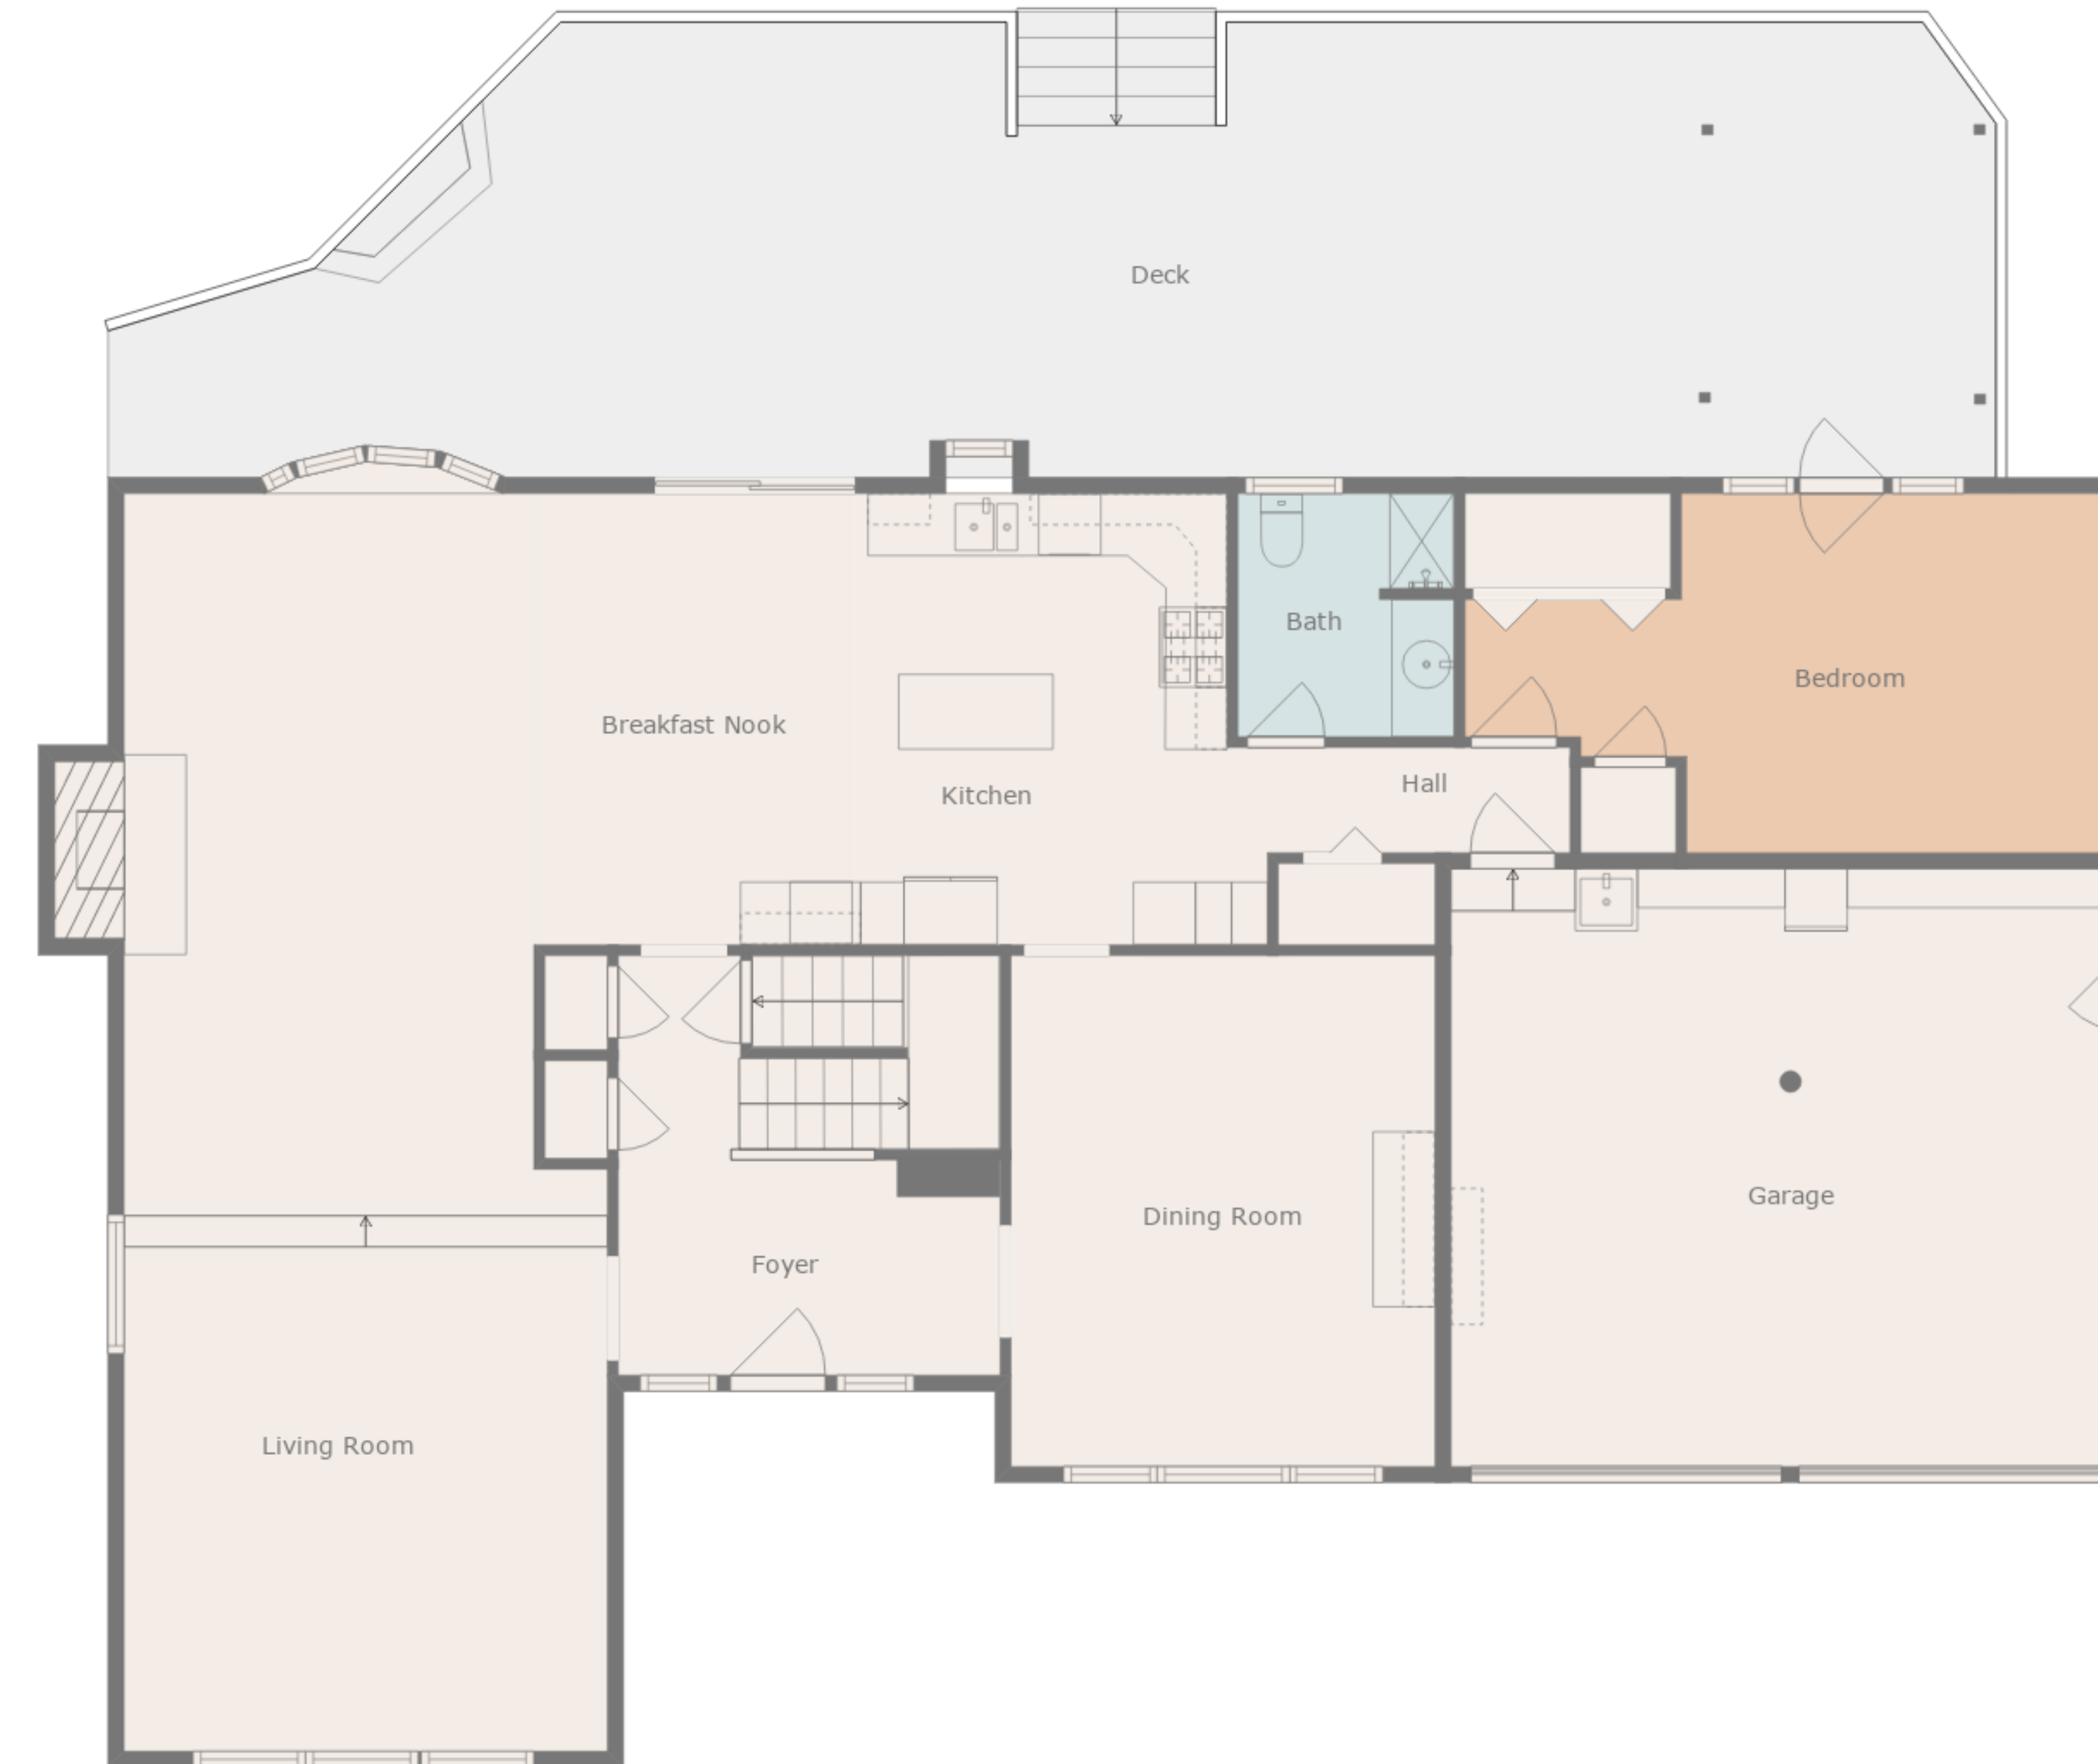 Deck
Bath
Bedroom
Breakfast Nook
Hall
Kitchen
Garage
Dining Room
Foyer
Living Room